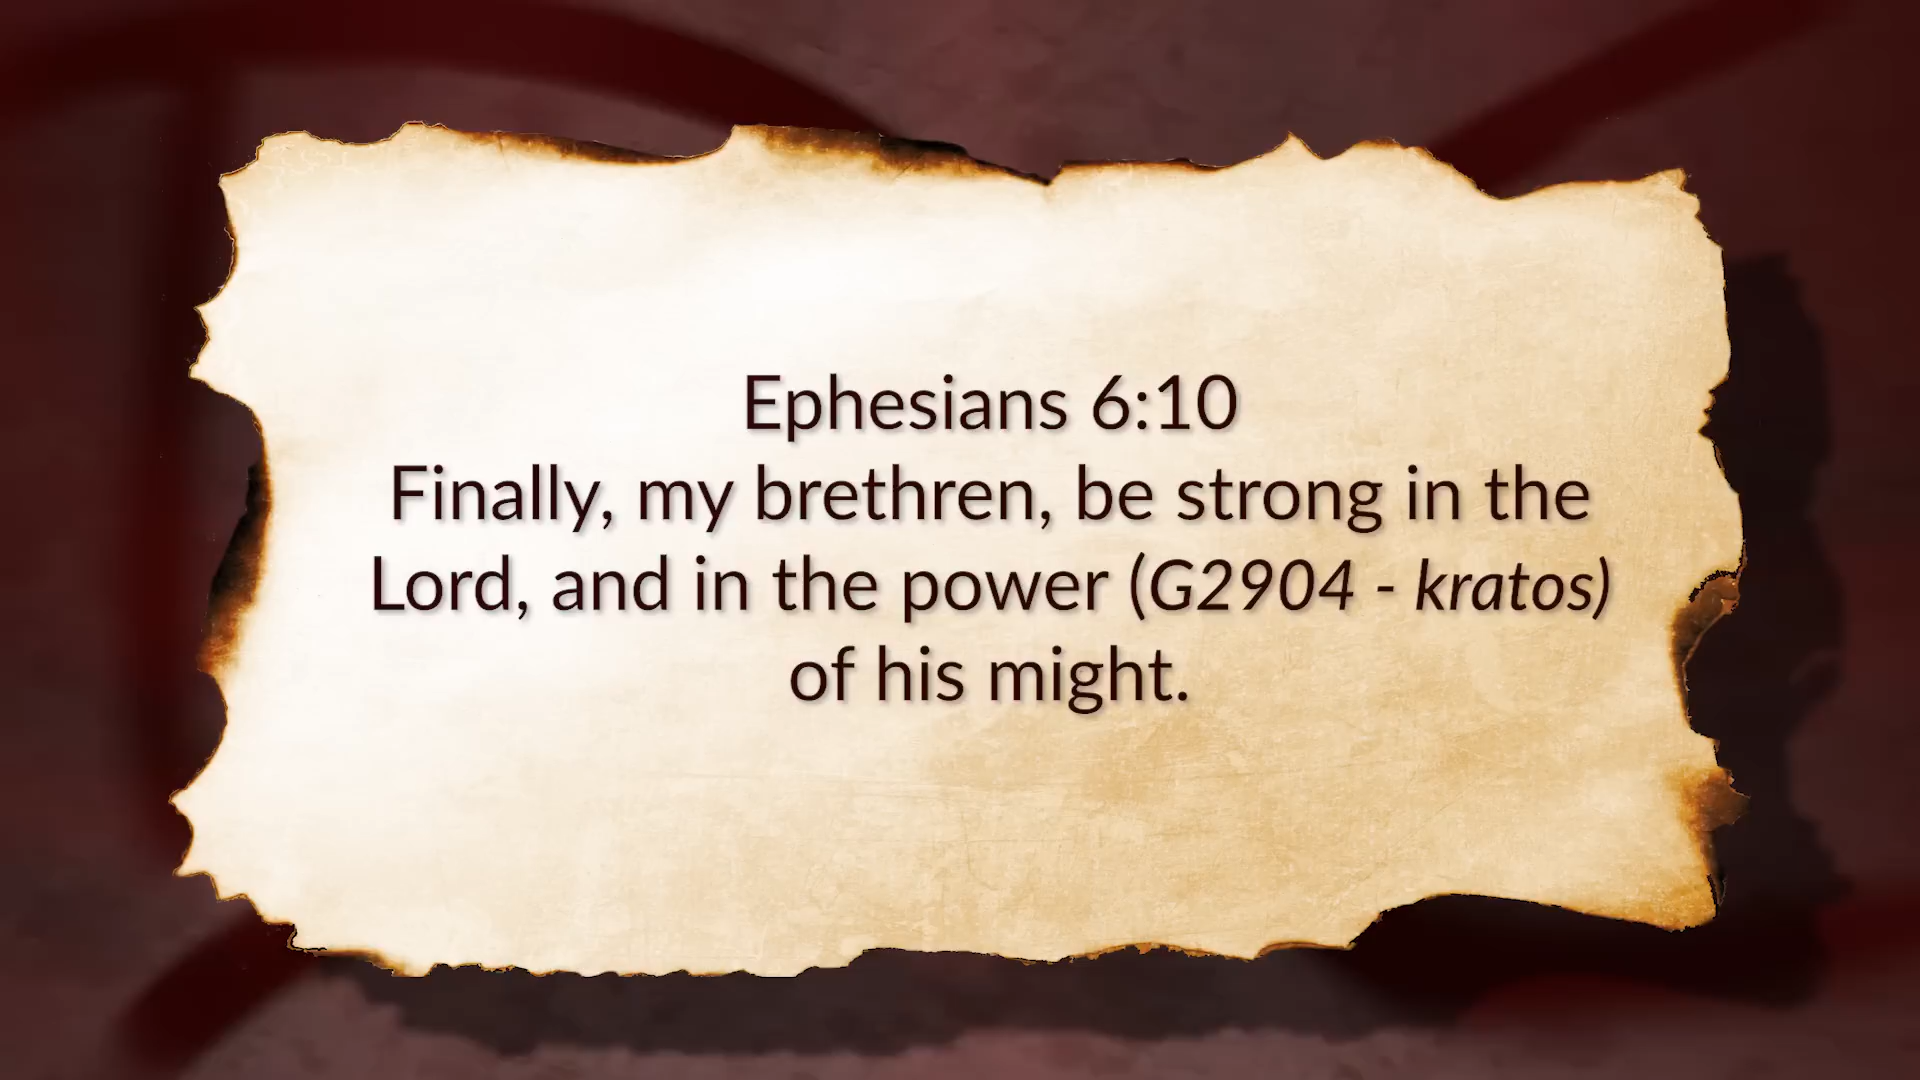 Ephesians 6:10
Finally, my brethren, be strong in the
Lord, and in the power (G2904 - kratos)
of his might.